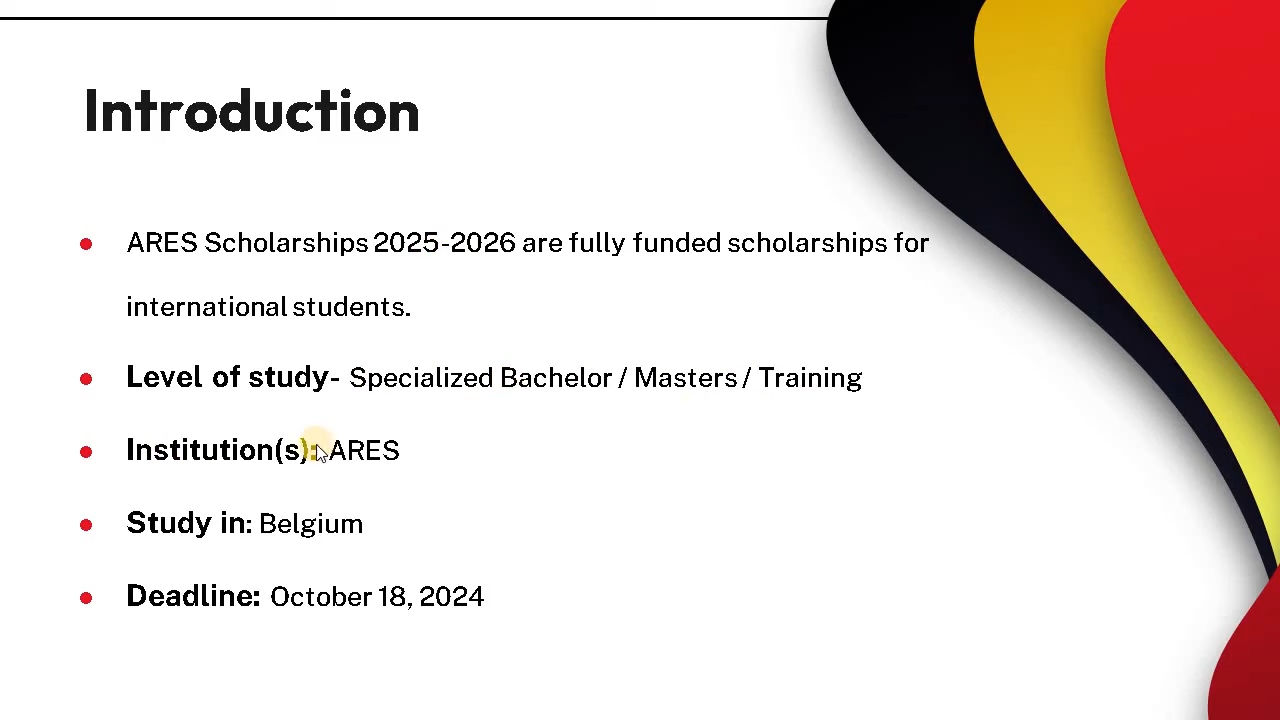 Introduction
ARES Scholarships 2025-2026 are fully funded scholarships for
international students.
Level of study- Specialized Bachelor / Masters / Training
Institution(s): ARES
Study in: Belgium
Deadline: October 18, 2024